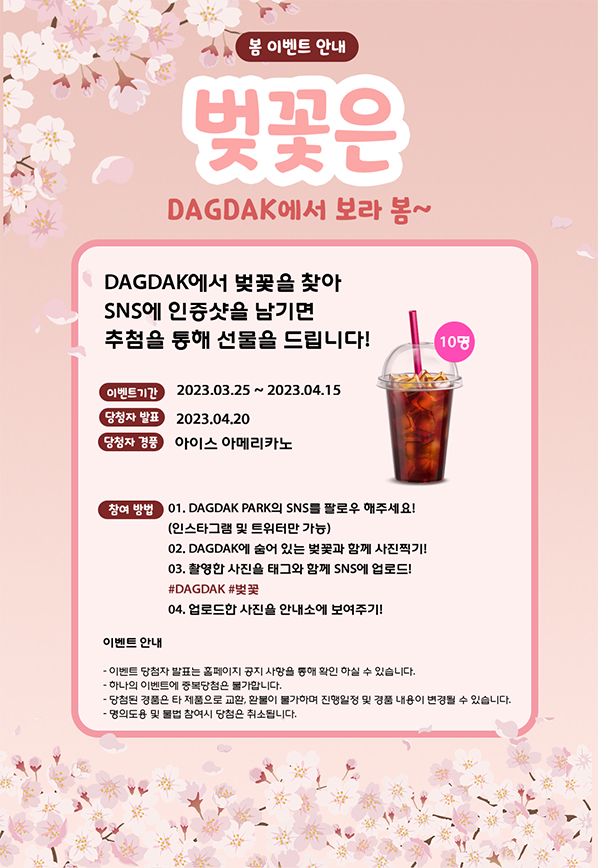 봄 이벤트 안내
벚꽃은
DAGDAK에서 보라 봄~
DAGDAK에서 벚꽃을 찾아
SNS에 인증샷을 남기면
추첨을 통해 선물을 드립니다!
10명
이벤트기간 2023.03.25 ~ 2023.04.15
당첨자 발표 2023.04.20
당첨자 경품 아이스 아메리카노
참여 방법 01. DAGDAK PARK의 SNS를 팔로우 해주세요!
(인스타그램 및 트위터만 가능)
02. DAGDAK에 숨어 있는 벚꽃과 함께 사진찍기!
03. 촬영한 사진을 태그와 함께 SNS에 업로드!
#DAGDAK #벚꽃
04. 업로드한 사진을 안내소에 보여주기!
이벤트 안내
- 이벤트 당첨자 발표는 홈페이지 공지 사항을 통해 확인 하실 수 있습니다.
- 하나의 이벤트에 중복당첨은 불가합니다.
- 당첨된 경품은 타 제품으로 교환, 환불이 불가하며 진행일정 및 경품 내용이 변경될 수 있습니다.
- 명의도용 및 불법 참여시 당첨은 취소됩니다.